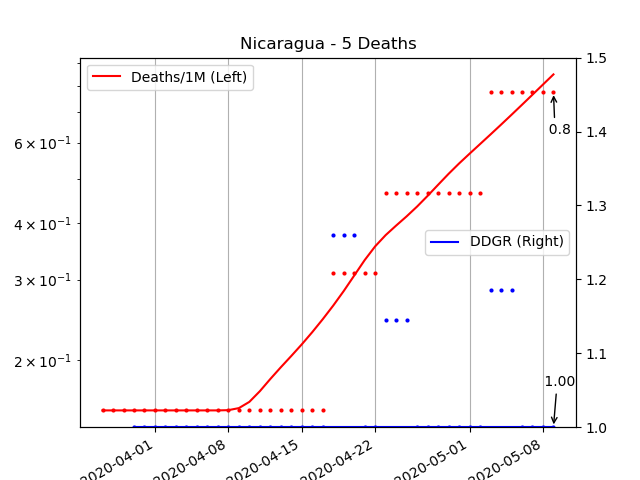 Nicaragua - 5 Deaths
Deaths/1M (Left)
DDGR (Right)
0.8
1.00
6 × 10⁻¹
4 × 10⁻¹
3 × 10⁻¹
2 × 10⁻¹
1.5
1.4
1.3
1.2
1.1
1.0
2020-04-01
2020-04-08
2020-04-15
2020-04-22
2020-05-01
2020-05-08